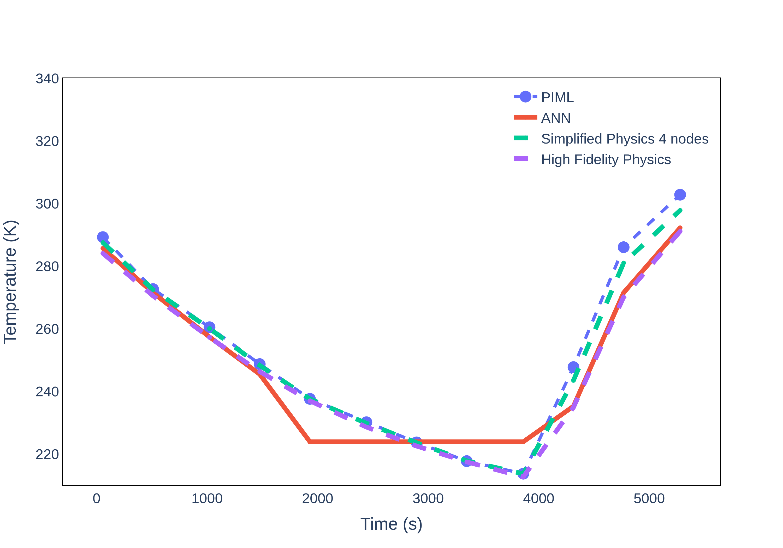 340
320
300
280
260
240
220
Temperature (K)
0 1000 2000 3000 4000 5000
Time (s)
PIML
ANN
Simplified Physics 4 nodes
High Fidelity Physics